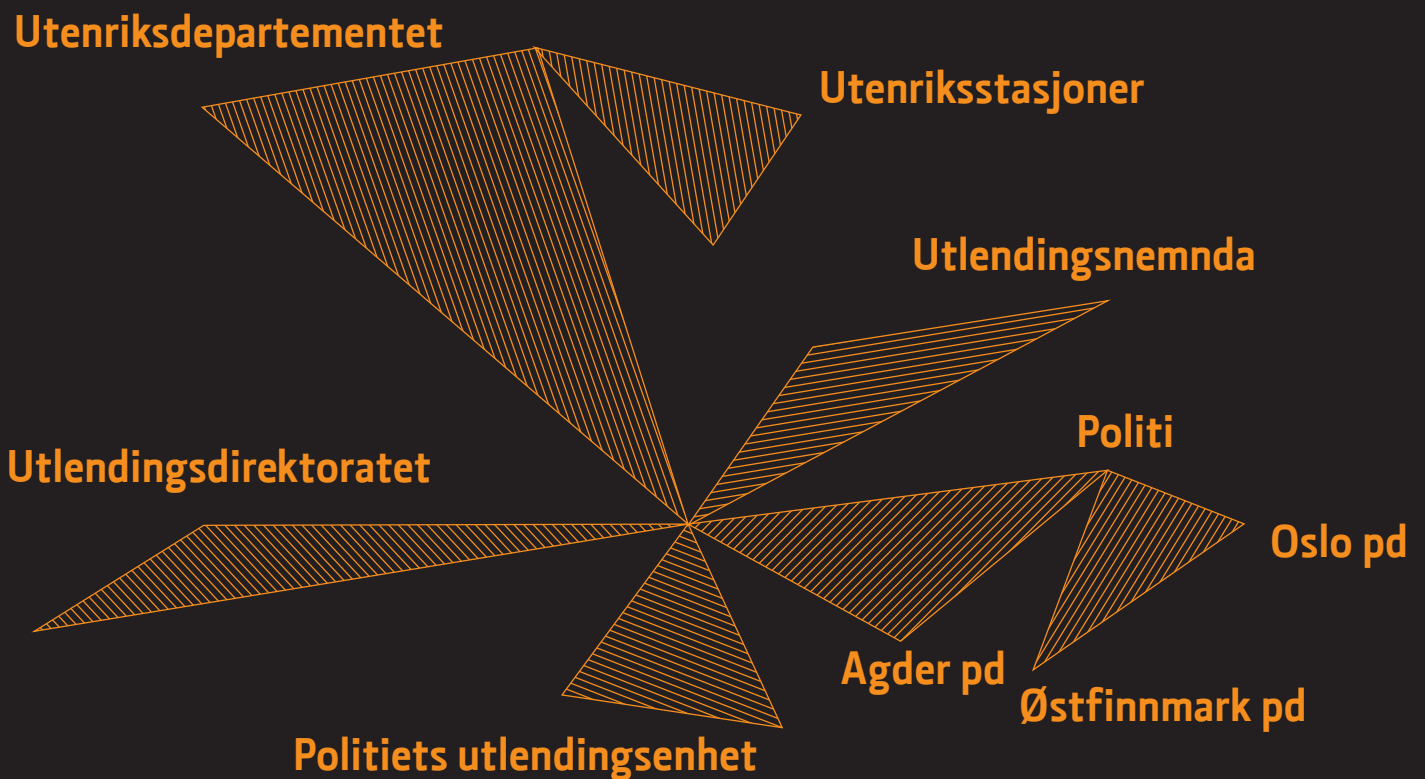 Utenriksdepartementet
Utenriksstasjoner
Utlendingsnemnda
Politi
Utlendingsdirektoratet
Oslo pd
Agder pd
Østfinnmark pd
Politiets utlendingsenhet